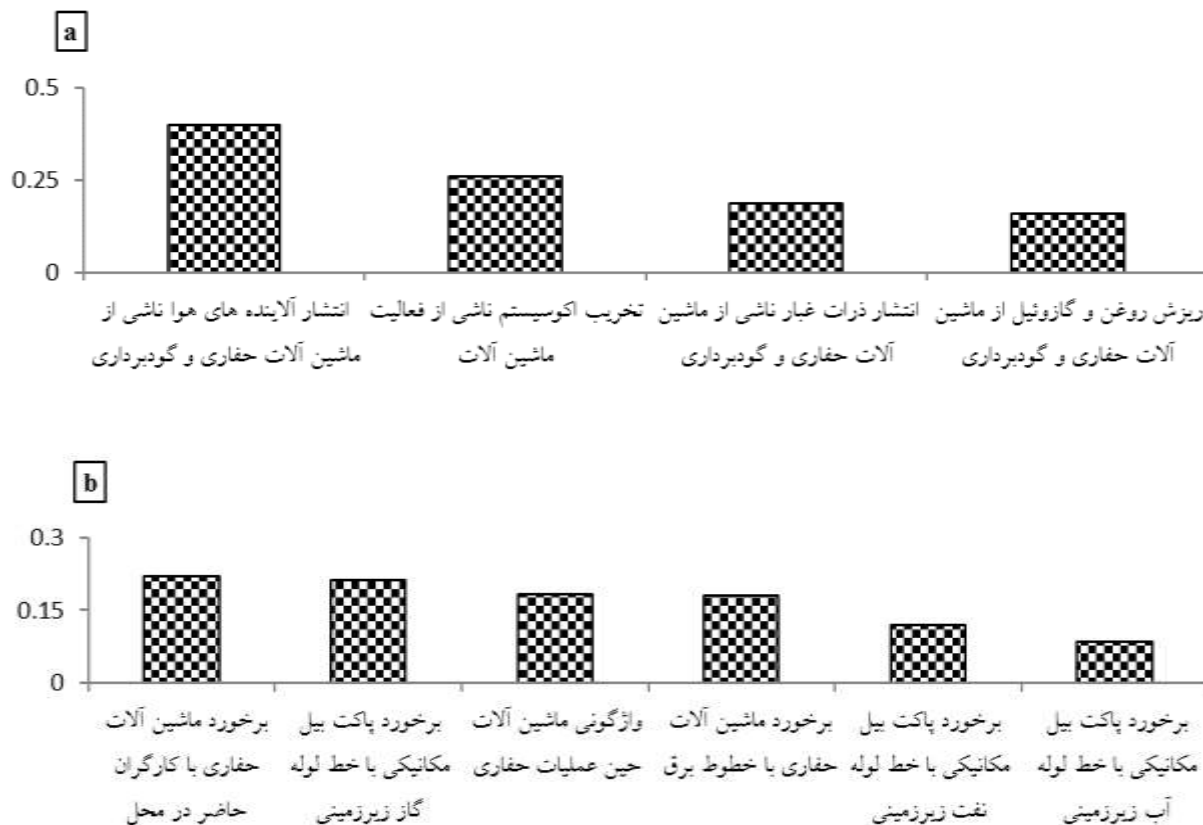 a
0.5
0.25
0
انتشار آلاینده های هوا ناشی از
ماشین آلات حفاری و گودبرداری
تخریب اکوسیستم ناشی از فعالیت
ماشین آلات
انتشار ذرات غبار ناشی از ماشین
آلات حفاری و گودبرداری
ریزش روغن و گازوئیل از ماشین
آلات حفاری و گودبرداری
b
0.3
0.15
0
برخورد ماشین آلات
حفاری با کارگران
حاضر در محل
برخورد پاکت بیل
مکانیکی با خط لوله
گاز زیرزمینی
واژگونی ماشین آلات
حین عملیات حفاری
برخورد ماشین آلات
حفاری با خطوط برق
برخورد پاکت بیل
مکانیکی با خط لوله
نفت زیرزمینی
برخورد پاکت بیل
مکانیکی با خط لوله
آب زیرزمینی